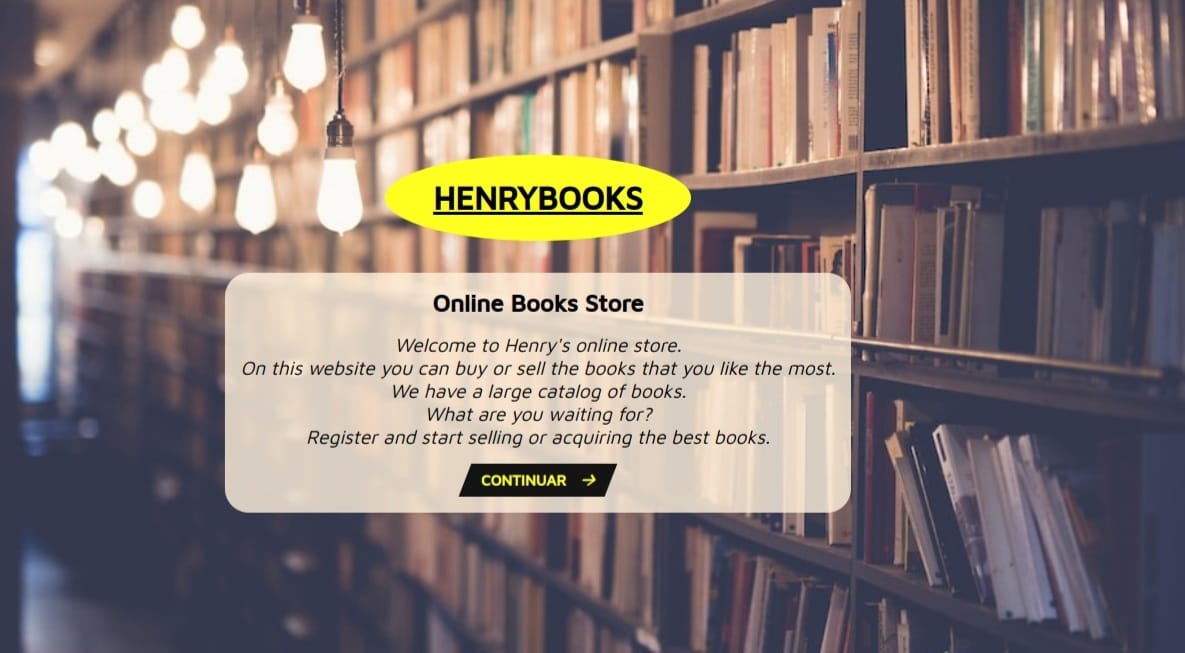 HENRYBOOKS
Online Books Store
Welcome to Henry's online store.
On this website you can buy or sell the books that you like the most.
We have a large catalog of books.
What are you waiting for?
Register and start selling or acquiring the best books.
CONTINUAR →